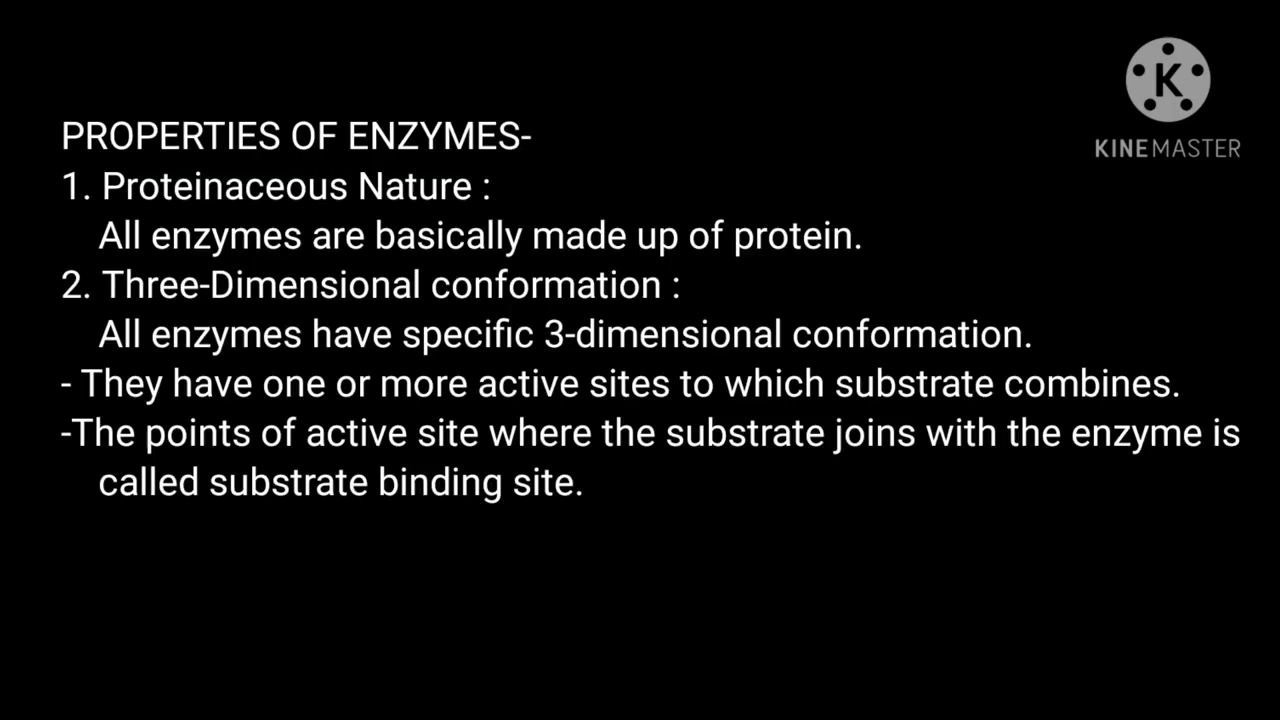 K
KINEMASTER
PROPERTIES OF ENZYMES-
1. Proteinaceous Nature :
All enzymes are basically made up of protein.
2. Three-Dimensional conformation :
All enzymes have specific 3-dimensional conformation.
- They have one or more active sites to which substrate combines.
-The points of active site where the substrate joins with the enzyme is
called substrate binding site.